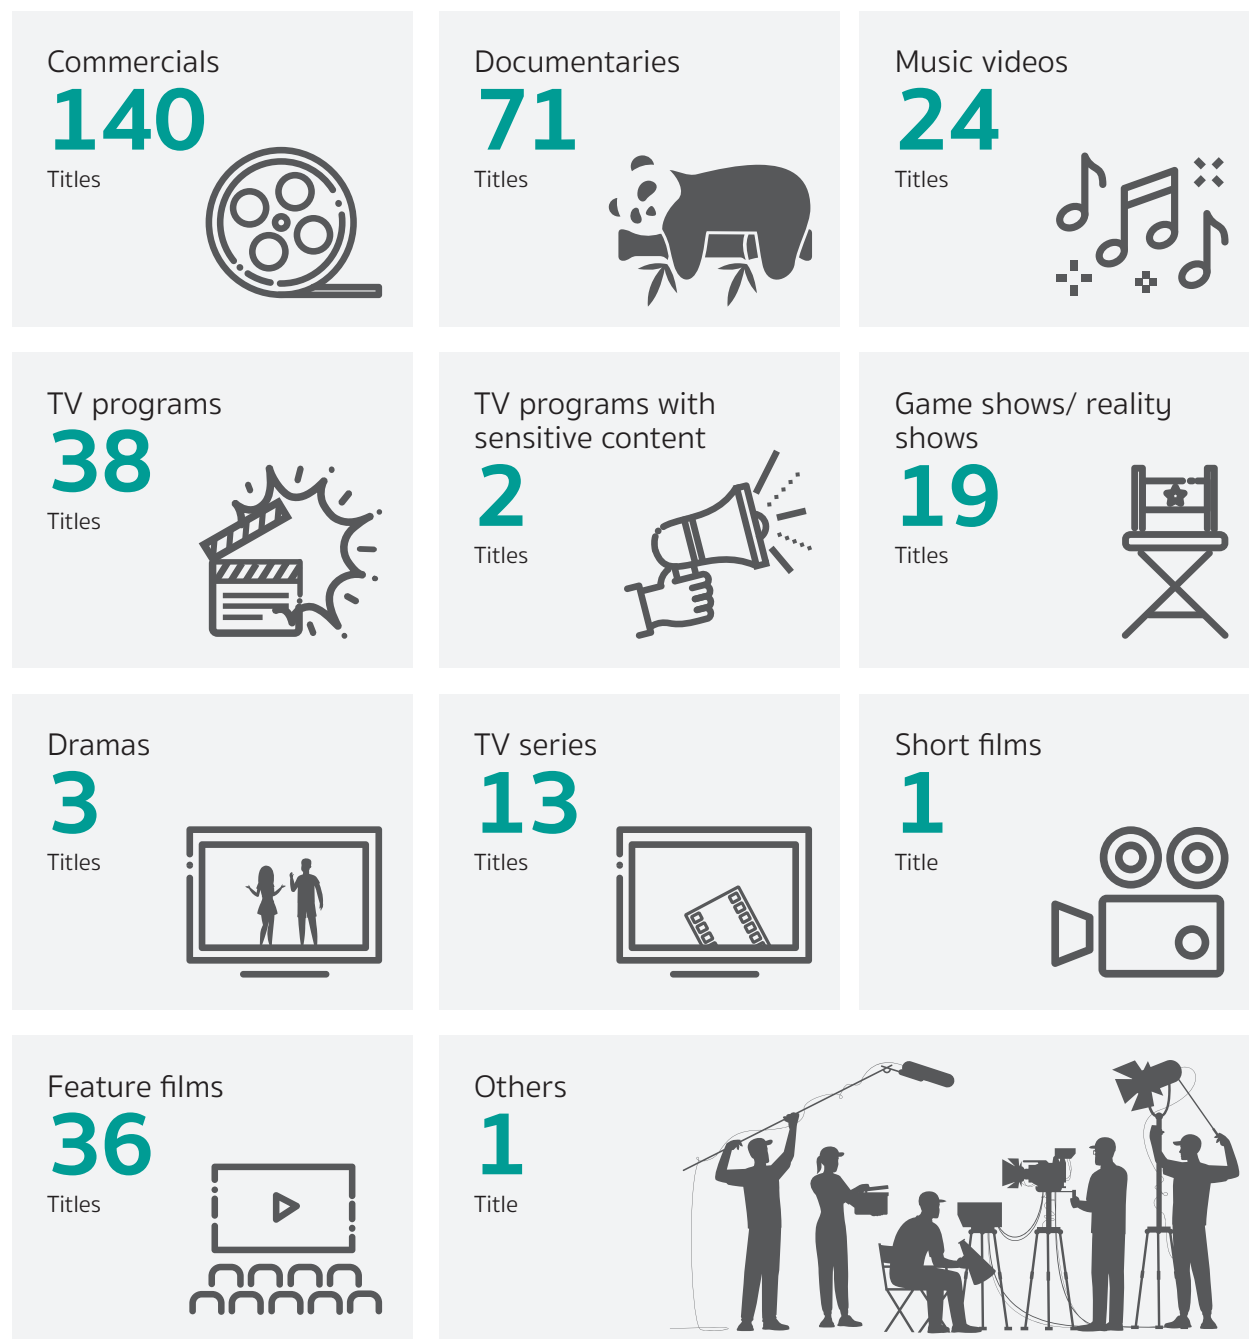 Commercials
140
Titles
Documentaries
71
Titles
Music videos
24
Titles
TV programs
38
Titles
TV programs with
sensitive content
2
Titles
Game shows/ reality
shows
19
Titles
Dramas
3
Titles
TV series
13
Titles
Short films
1
Title
Feature films
36
Titles
Others
1
Title